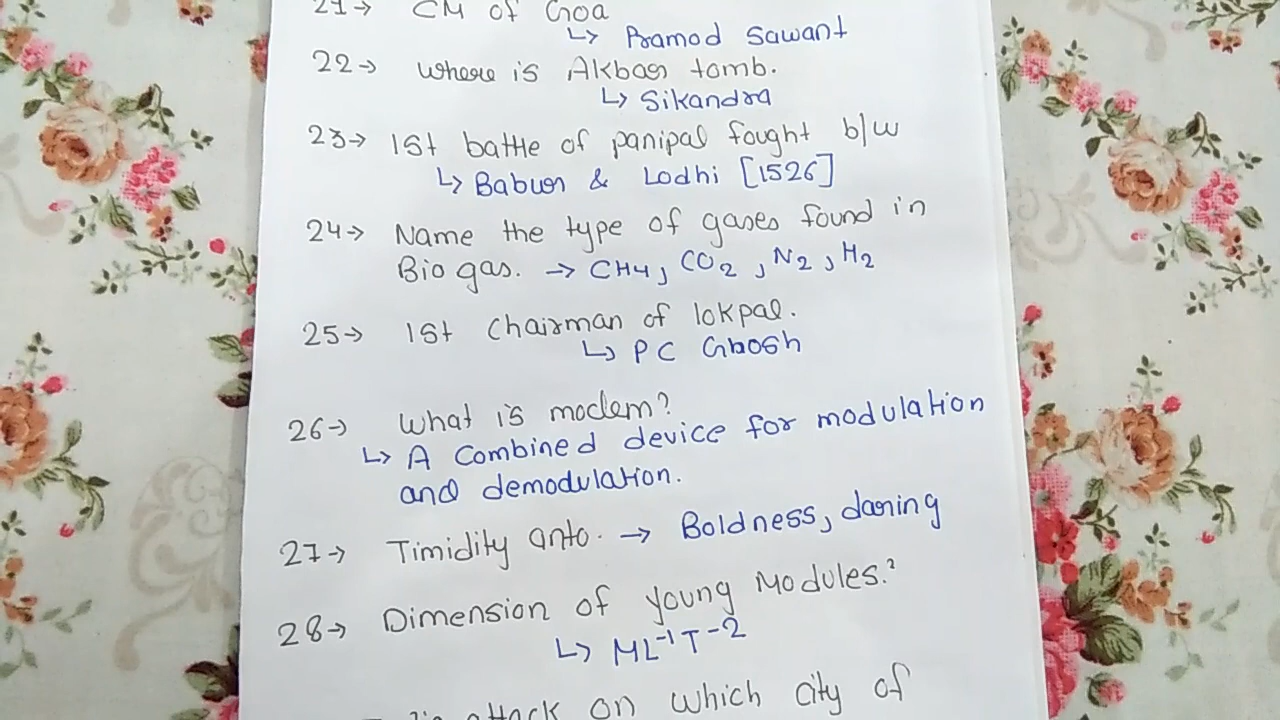 21→ CM of Goa
↳ Pramod Sawant
22→ Where is Akbar tomb.
↳ Sikandra
23→ 1st battle of panipal fought b/w
↳ Babur & Lodhi [1526]
24→ Name the type of gases found in
Bio gas. → CH4, CO2, N2, H2
25→ 1st Chairman of lokpal.
↳ PC Ghosh
26→ What is modem?
↳ A Combined device for modulation
and demodulation.
27→ Timidity anto. → Boldness, daring
28→ Dimension of young Modules.?
↳ ML⁻¹T⁻²
attack on which city of